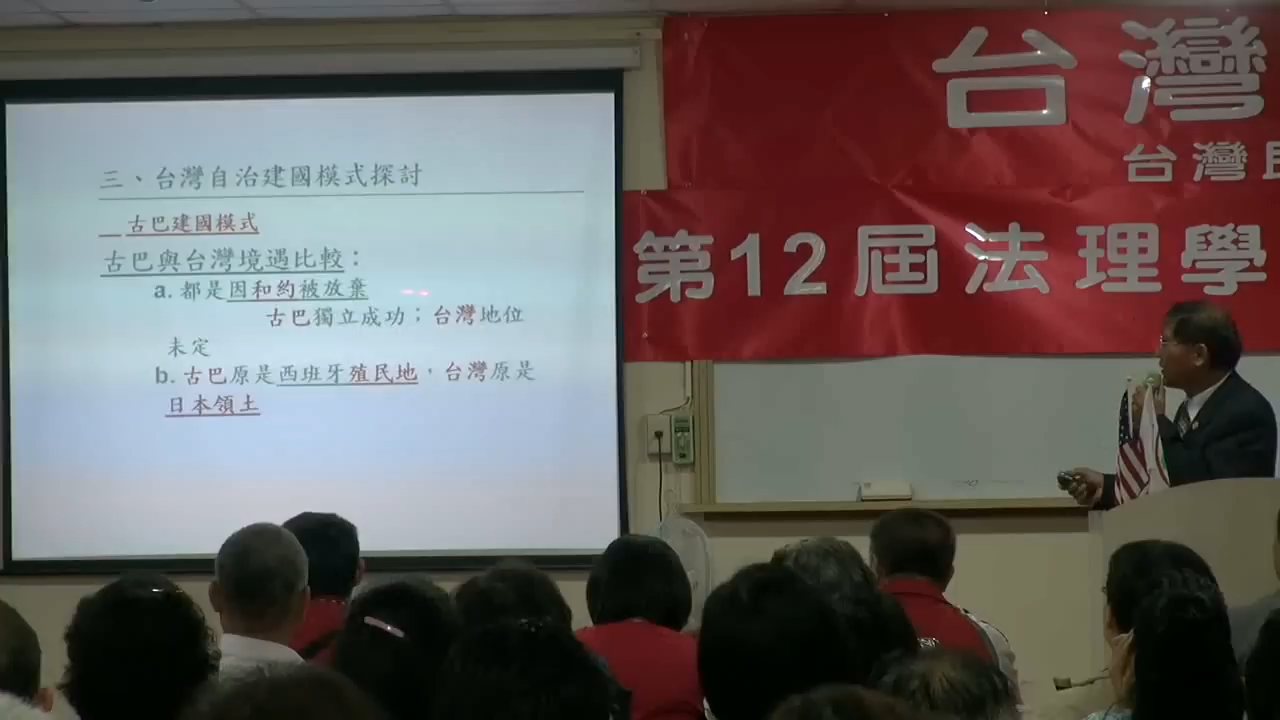 三、台灣自治建國模式探討
古巴建國模式
古巴與台灣境遇比較：
a. 都是因和約被放棄
古巴獨立成功；台灣地位
未定
b. 古巴原是西班牙殖民地，台灣原是
日本領土
台灣
台灣
第12屆法理學